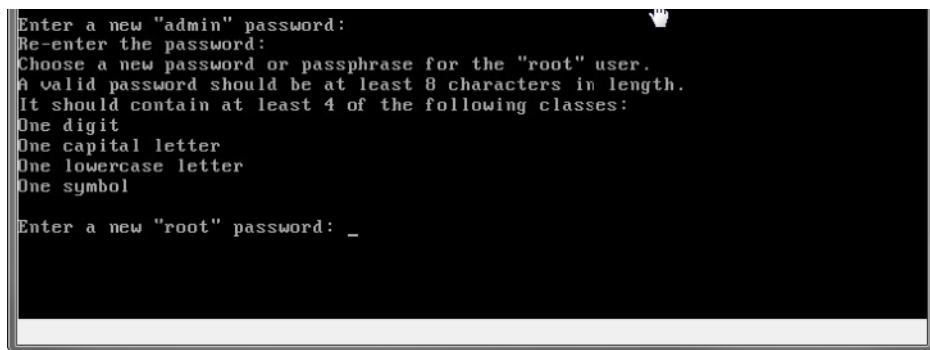 Enter a new "admin" password:
Re-enter the password:
Choose a new password or passphrase for the "root" user.
A valid password should be at least 8 characters in length.
It should contain at least 4 of the following classes:
One digit
One capital letter
One lowercase letter
One symbol
Enter a new "root" password: _